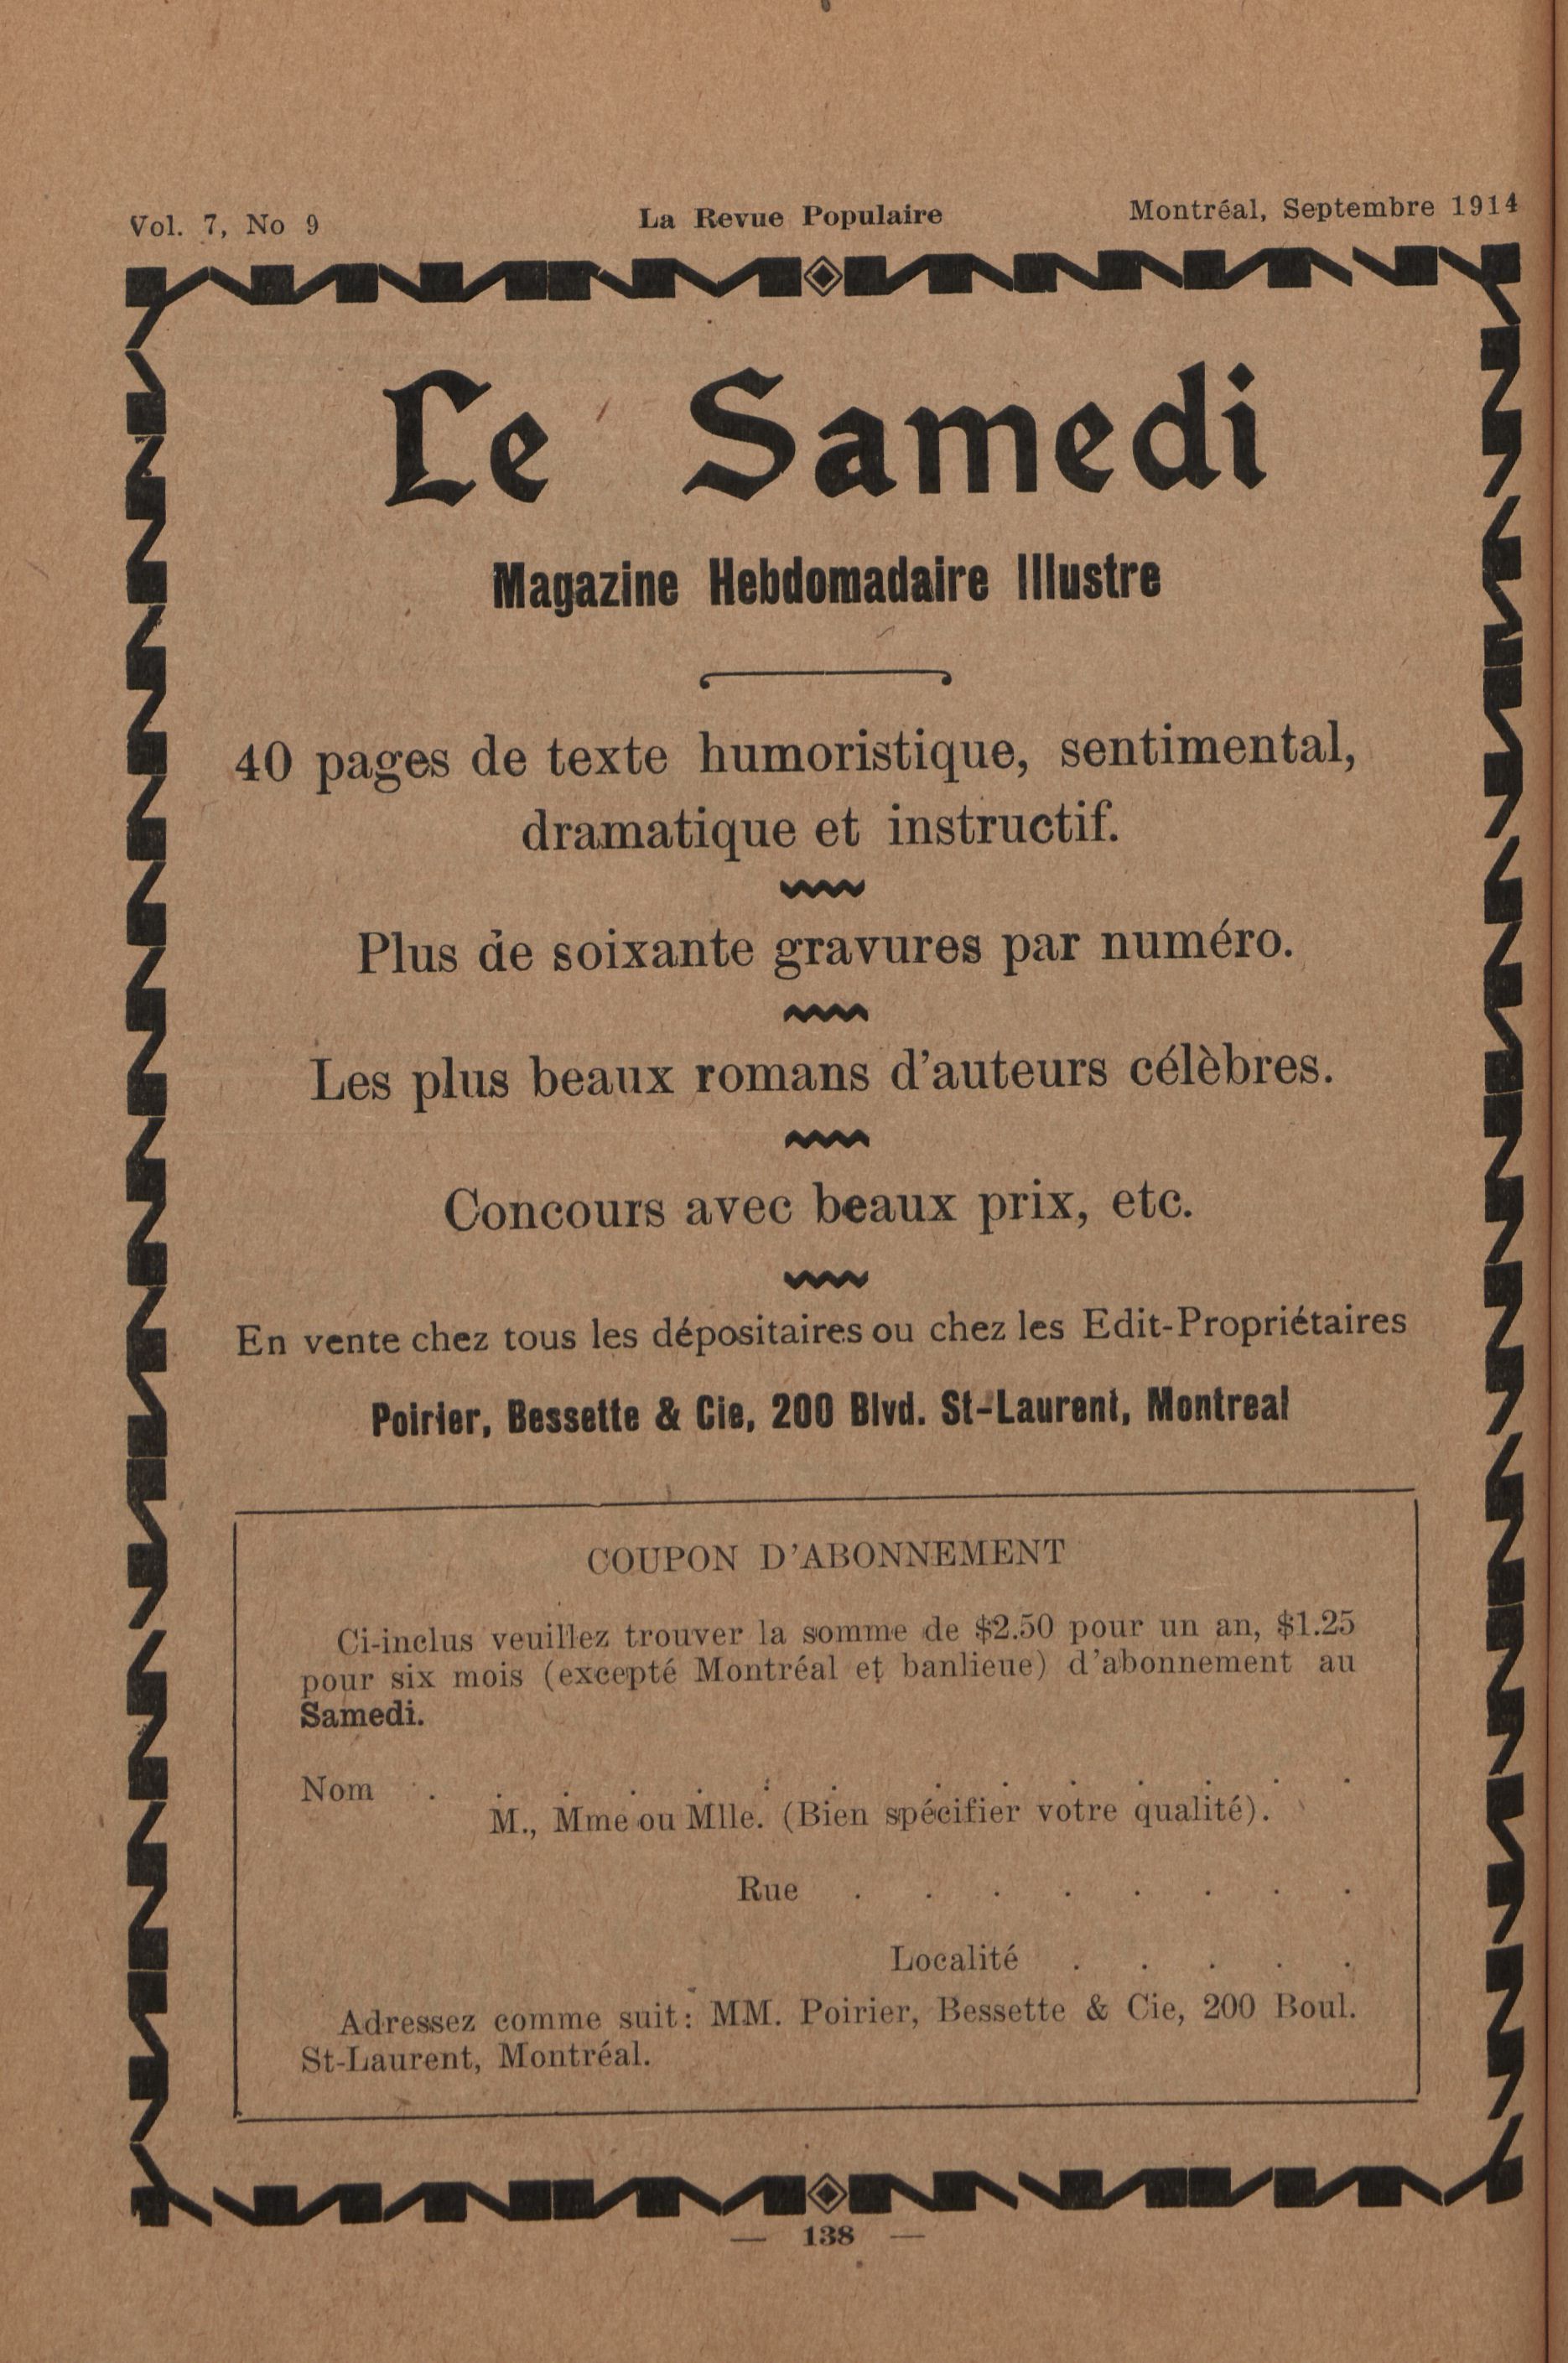 Vol. 7, No 9 La Revue Populaire Montréal, Septembre 1914
Le Samedi
Magazine Hebdomadaire Illustre
40 pages de texte humoristique, sentimental,
dramatique et instructif.
Plus de soixante gravures par numéro.
Les plus beaux romans d'auteurs célèbres.
Concours avec beaux prix, etc.
En vente chez tous les dépositaires ou chez les Edit-Propriétaires
Poirier, Bessette & Cie, 200 Blvd. St-Laurent, Montreal
COUPON D'ABONNEMENT
Ci-inclus veuillez trouver la somme de $2.50 pour un an, $1.25
pour six mois (excepté Montréal et banlieue) d'abonnement au
Samedi.
Nom . . . . . . . . . . . . . .
M., Mme ou Mlle. (Bien spécifier votre qualité).
Rue . . . . . . . .
Localité . . . . .
Adressez comme suit: MM. Poirier, Bessette & Cie, 200 Boul.
St-Laurent, Montréal.
— 138 —